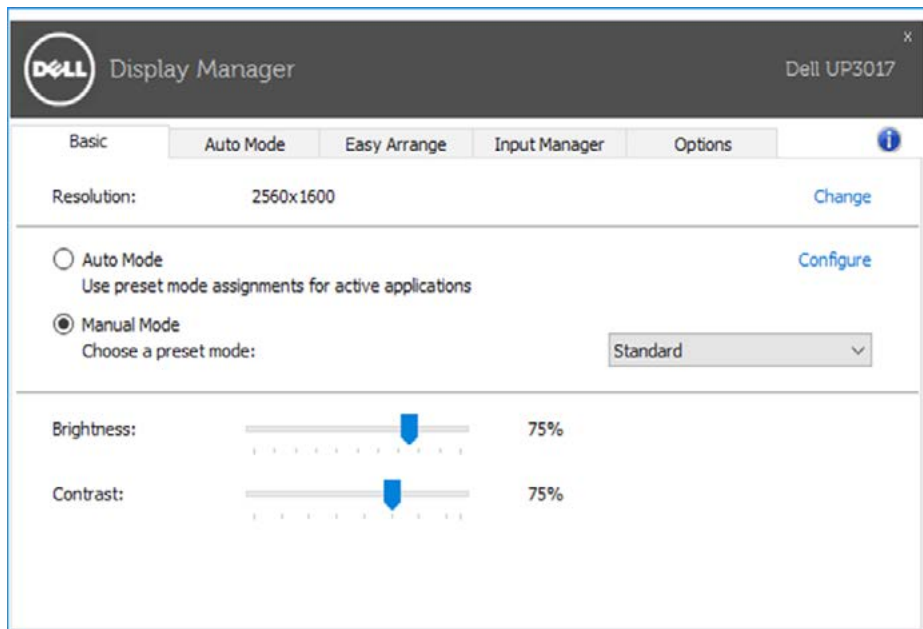 x
DELL Display Manager Dell UP3017
Basic Auto Mode Easy Arrange Input Manager Options i
Resolution: 2560x1600 Change
Auto Mode Configure
Use preset mode assignments for active applications
Manual Mode
Choose a preset mode: Standard
Brightness: 75%
Contrast: 75%